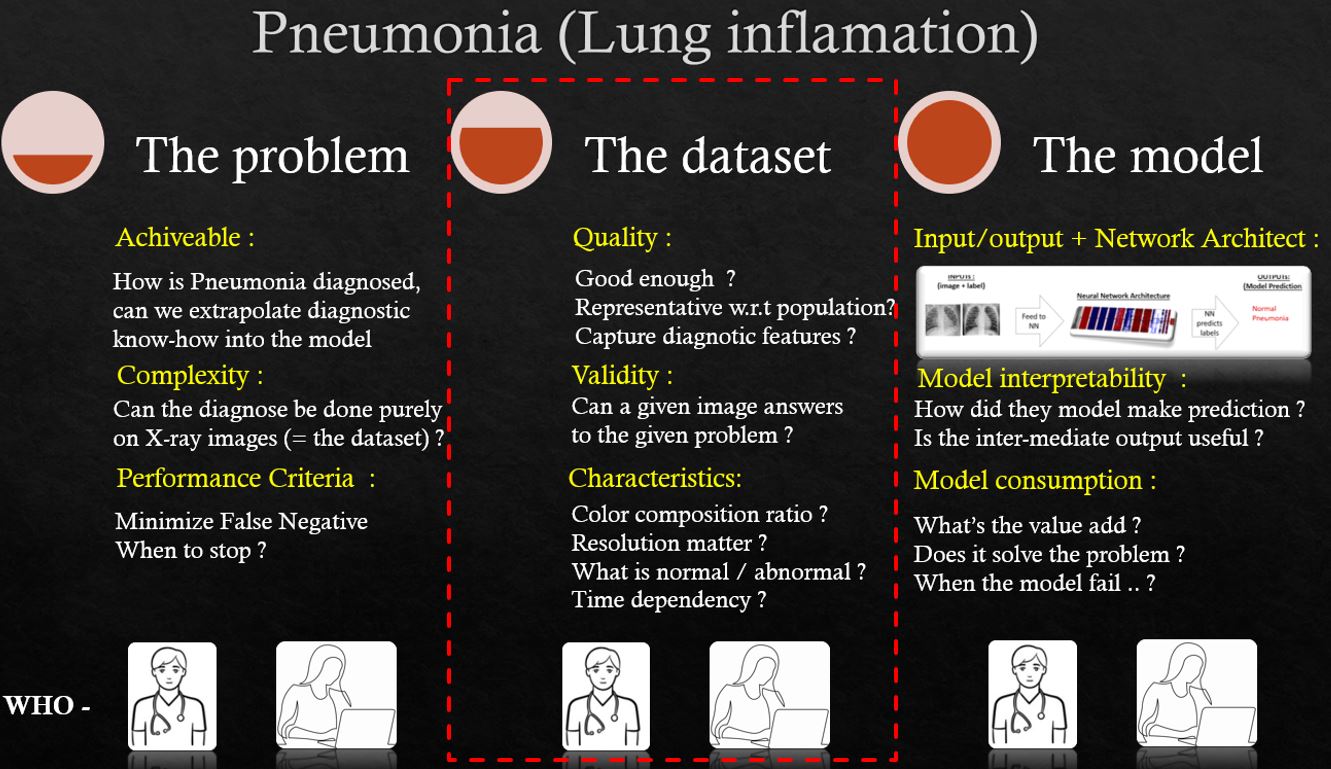 Pneumonia (Lung inflamation)
The problem
Achiveable :
How is Pneumonia diagnosed,
can we extrapolate diagnostic
know-how into the model
Complexity :
Can the diagnose be done purely
on X-ray images (= the dataset) ?
Performance Criteria :
Minimize False Negative
When to stop ?
The dataset
Quality :
Good enough ?
Representative w.r.t population?
Capture diagnotic features ?
Validity :
Can a given image answers
to the given problem ?
Characteristics:
Color composition ratio ?
Resolution matter ?
What is normal / abnormal ?
Time dependency ?
The model
Input/output + Network Architect :
INPUTS :
(image + label)
Feed to
NN
Neural Network Architecture
NN
predicts
labels
OUTPUTS:
(Model Prediction
Normal
Pneumonia
Model interpretability :
How did they model make prediction ?
Is the inter-mediate output useful ?
Model consumption :
What's the value add ?
Does it solve the problem ?
When the model fail .. ?
WHO -